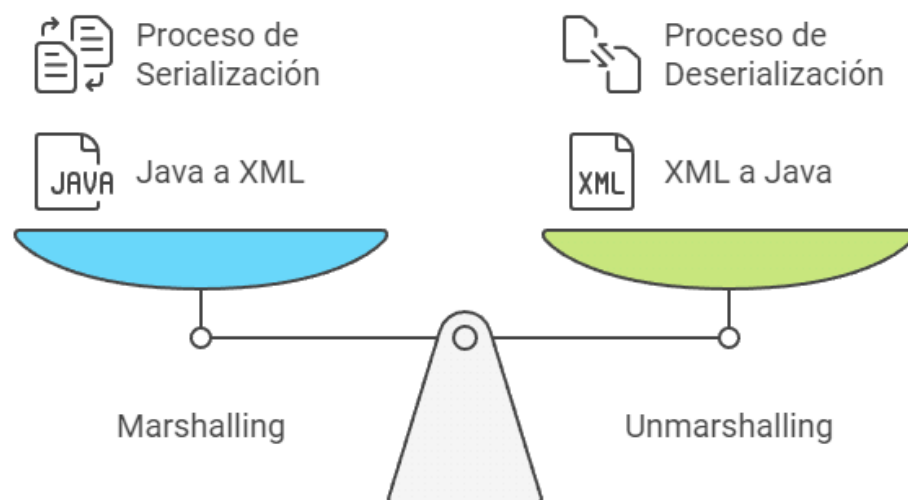 Proceso de
Serialización
JAVA
Java a XML
Marshalling
Proceso de
Deserialización
XML
XML a Java
Unmarshalling